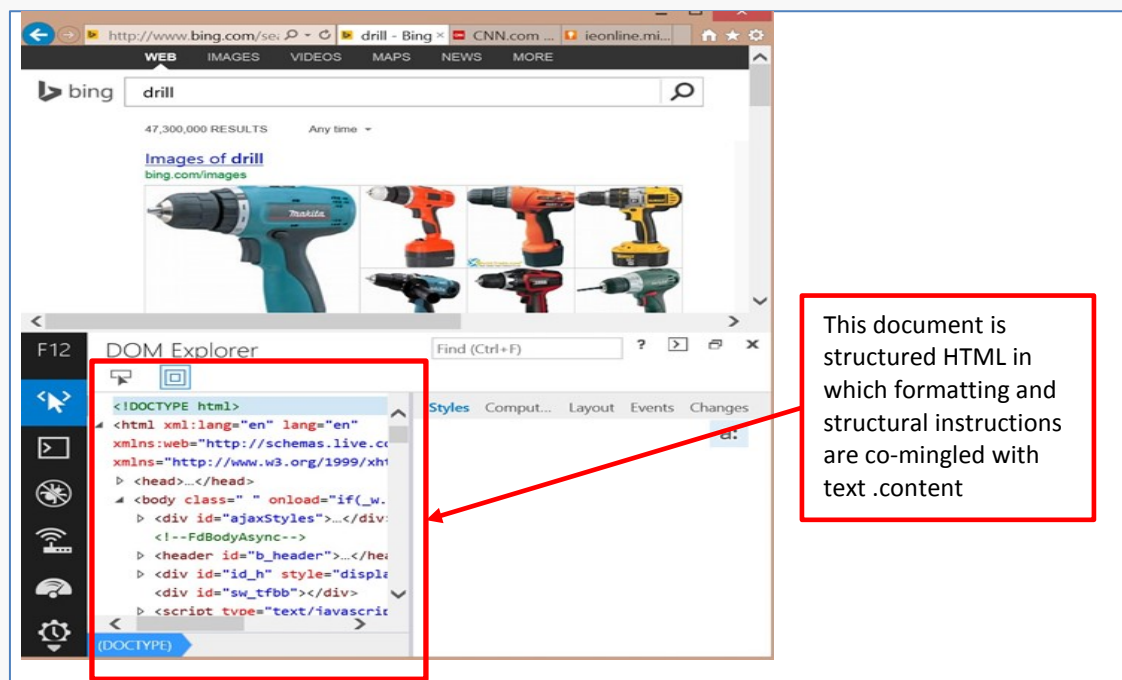 http://www.bing.com/se
drill - Bing
CNN.com ...
ieonline.mi...
WEB IMAGES VIDEOS MAPS NEWS MORE
bing
drill
47,300,000 RESULTS Any time
Images of drill
bing.com/images
makita
F12
DOM Explorer
Find (Ctrl+F)
?
Styles Comput... Layout Events Changes
a:
<!DOCTYPE html>
<html xml:lang="en" lang="en"
xmlns:web="http://schemas.live.co
xmlns="http://www.w3.org/1999/xht
<head>…</head>
<body class=" " onload="if(_w.
<div id="ajaxStyles">…</div
<!--FdBodyAsync-->
<header id="b_header">…</hea
<div id="id_h" style="displa
<div id="sw_tfbb"></div>
<script type="text/javascrip
(DOCTYPE)
This document is
structured HTML in
which formatting and
structural instructions
are co-mingled with
text .content